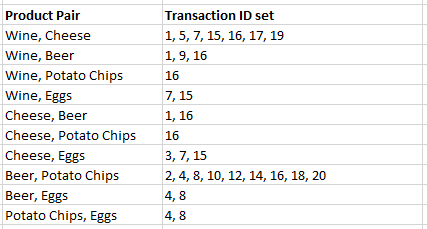 Product Pair Transaction ID set
Wine, Cheese 1, 5, 7, 15, 16, 17, 19
Wine, Beer 1, 9, 16
Wine, Potato Chips 16
Wine, Eggs 7, 15
Cheese, Beer 1, 16
Cheese, Potato Chips 16
Cheese, Eggs 3, 7, 15
Beer, Potato Chips 2, 4, 8, 10, 12, 14, 16, 18, 20
Beer, Eggs 4, 8
Potato Chips, Eggs 4, 8